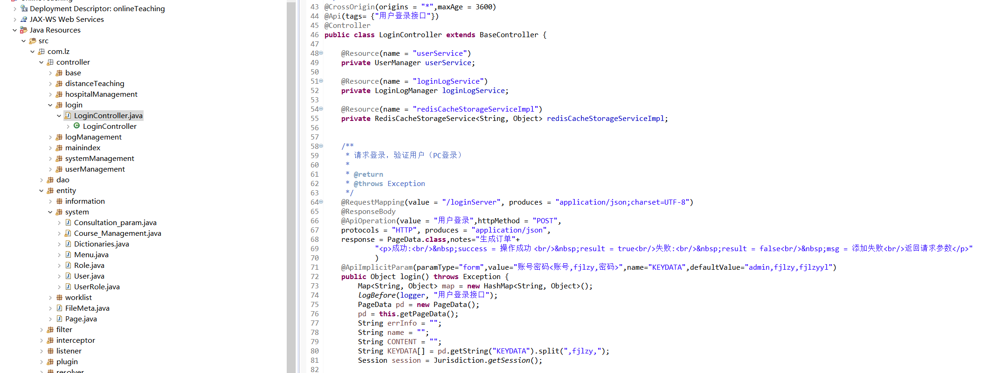 Deployment Descriptor: onlineTeaching
JAX-WS Web Services
Java Resources
src
com.lz
controller
base
distanceTeaching
hospitalManagement
login
LoginController.java
LoginController
logManagement
mainindex
systemManagement
userManagement
dao
entity
information
system
Consultation_param.java
Course_Management.java
Dictionaries.java
Menu.java
Role.java
User.java
UserRole.java
worklist
FileMeta.java
Page.java
filter
interceptor
listener
plugin
43 @CrossOrigin(origins = "*",maxAge = 3600)
44 @Api(tags= {"用户登录接口"})
45 @Controller
46 public class LoginController extends BaseController {
47
48 @Resource(name = "userService")
49 private UserManager userService;
50
51 @Resource(name = "loginLogService")
52 private LoginLogManager loginLogService;
53
54 @Resource(name = "redisCacheStorageServiceImpl")
55 private RedisCacheStorageService<String, Object> redisCacheStorageServiceImpl;
56
57
58 /**
59 * 请求登录，验证用户（PC登录）
60 *
61 * @return
62 * @throws Exception
63 */
64 @RequestMapping(value = "/loginServer", produces = "application/json;charset=UTF-8")
65 @ResponseBody
66 @ApiOperation(value = "用户登录",httpMethod = "POST",
67 protocols = "HTTP", produces = "application/json",
68 response = PageData.class,notes="生成订单"+
69 "<p>成功:<br/>&nbsp;success = 操作成功 <br/>&nbsp;result = true<br/>失败:<br/>&nbsp;result = false<br/>&nbsp;msg = 添加失败<br/>返回请求参数</p>"
70 )
71 @ApiImplicitParam(paramType="form",value="账号密码<账号,fjlzy,密码>",name="KEYDATA",defaultValue="admin,fjlzy,fjlzyyl")
72 public Object login() throws Exception {
73 Map<String, Object> map = new HashMap<String, Object>();
74 logBefore(logger, "用户登录接口");
75 PageData pd = new PageData();
76 pd = this.getPageData();
77 String errInfo = "";
78 String name = "";
79 String CONTENT = "";
80 String KEYDATA[] = pd.getString("KEYDATA").split(",fjlzy,");
81 Session session = Jurisdiction.getSession();
82